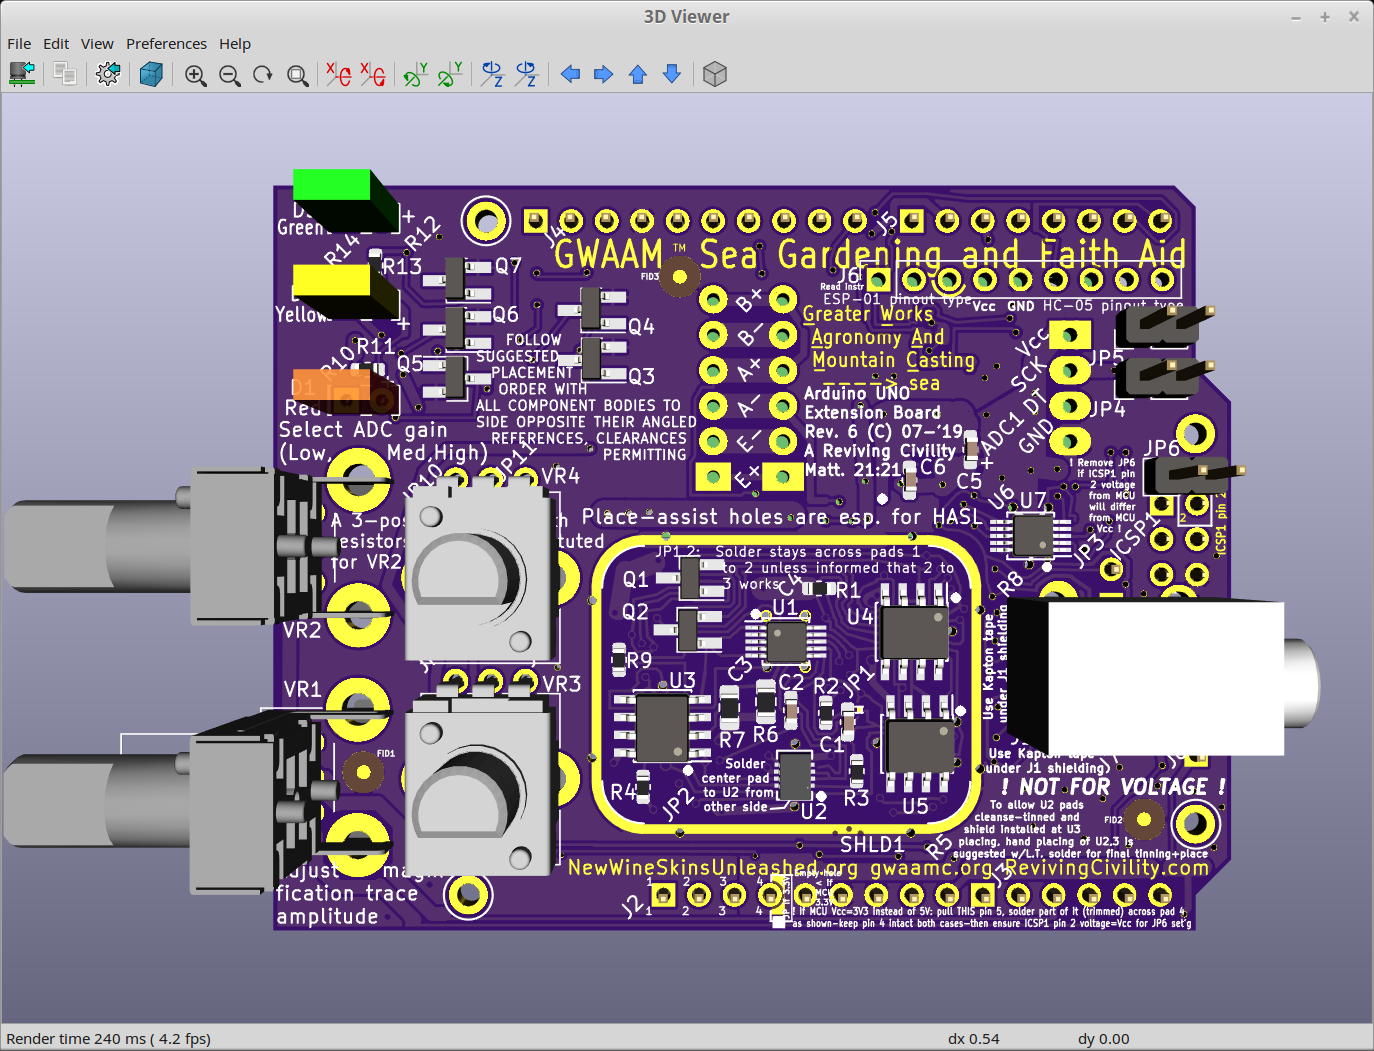 3D Viewer
File Edit View Preferences Help
Green
R14
R12
R13
Q7
Q6
Yellow
R11
R10
Q5
D1
Red
Q4
Q3
J4
J5
GWAAM™ Sea Gardening and Faith Aid
FID3
J6
Read Instr
ESP-01 pinout type
Vcc GND HC-05 pinout type
Greater Works
Agronomy And
Mountain Casting
----> sea
Arduino UNO
Extension Board
Rev. 6 (C) 07-'19
A Reviving Civility
Matt. 21:21
B+
B-
A+
A-
E-
E+
Vcc
SCK
DT
GND
ADC1
JP5
JP4
JP6
FOLLOW
SUGGESTED
PLACEMENT
ORDER WITH
ALL COMPONENT BODIES TO
SIDE OPPOSITE THEIR ANGLED
REFERENCES, CLEARANCES
PERMITTING
Select ADC gain
(Low, Med,High)
JP10
JP11
VR4
C6
C5
+
! Remove JP6
if ICSP1 pin
2 voltage
from MCU
differ
from MCU
Vcc !
ICSP1 pin 2
2
ICSP1
JP3
U6
U7
R8
A 3-pos
for VR2
tuted
Place-assist holes are esp. for HASL
JP12: Solder stays across pads 1
to 2 unless informed that 2 to
3 works
Q1
Q2
C4
R1
U1
U4
R9
C3
U3
C2
R2
JP1
R7
R6
C1
R4
JP2
Solder
center pad
to U2 from
other side
U2
R3
U5
SHLD1
R5
VR2
VR1
VR3
FID1
Use Kapton tape
under J1 shielding
Use Kapton tape
under J1 shielding)
! NOT FOR VOLTAGE !
To allow U2 pads
cleanse-tinned and
shield installed at U3
placing, hand placing of U2,3 is
suggested w/L.T. solder for final tinning+place
FID2
fication trace
amplitude
NewWineSkinsUnleashed.org gwaamc.org RevivingCivility.com
J2
J3
1 2 3 4
1 2 3 4
! If MCU Vcc=3V3 instead of 5V: pull THIS pin 5, solder part of it (trimmed) across pad 4
as shown-keep pin 4 intact both cases-then ensure ICSP1 pin 2 voltage=Vcc for JP6 set'g
Render time 240 ms ( 4.2 fps)
dx 0.54
dy 0.00